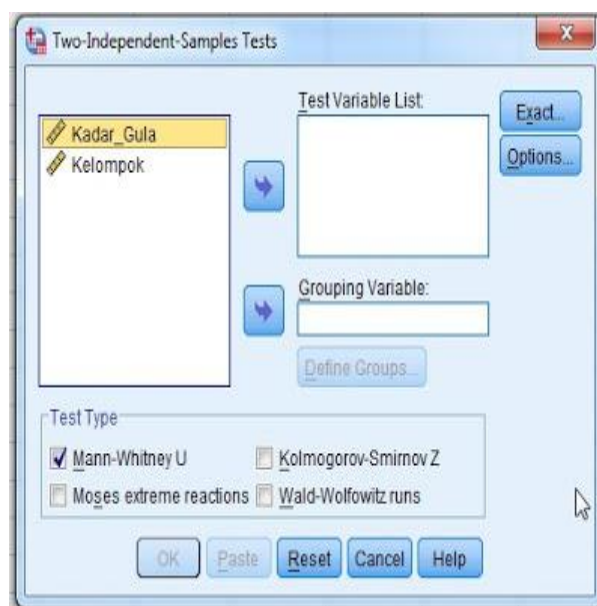 Two-Independent-Samples Tests
X
Kadar_Gula
Kelompok
Test Variable List:
Exact...
Options...
Grouping Variable:
Define Groups...
Test Type
Mann-Whitney U
Kolmogorov-Smirnov Z
Moses extreme reactions
Wald-Wolfowitz runs
OK
Paste
Reset
Cancel
Help